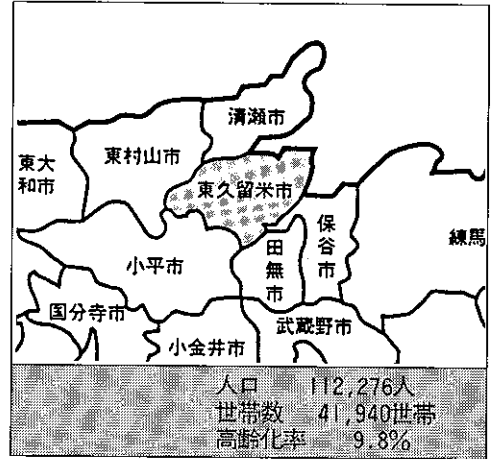 清瀬市
東村山市
東大
和市
東久留米市
保谷市
練馬
田無市
小平市
国分寺市
武蔵野市
小金井市
人口 112,276人
世帯数 41,940世帯
高齢化率 9.8%